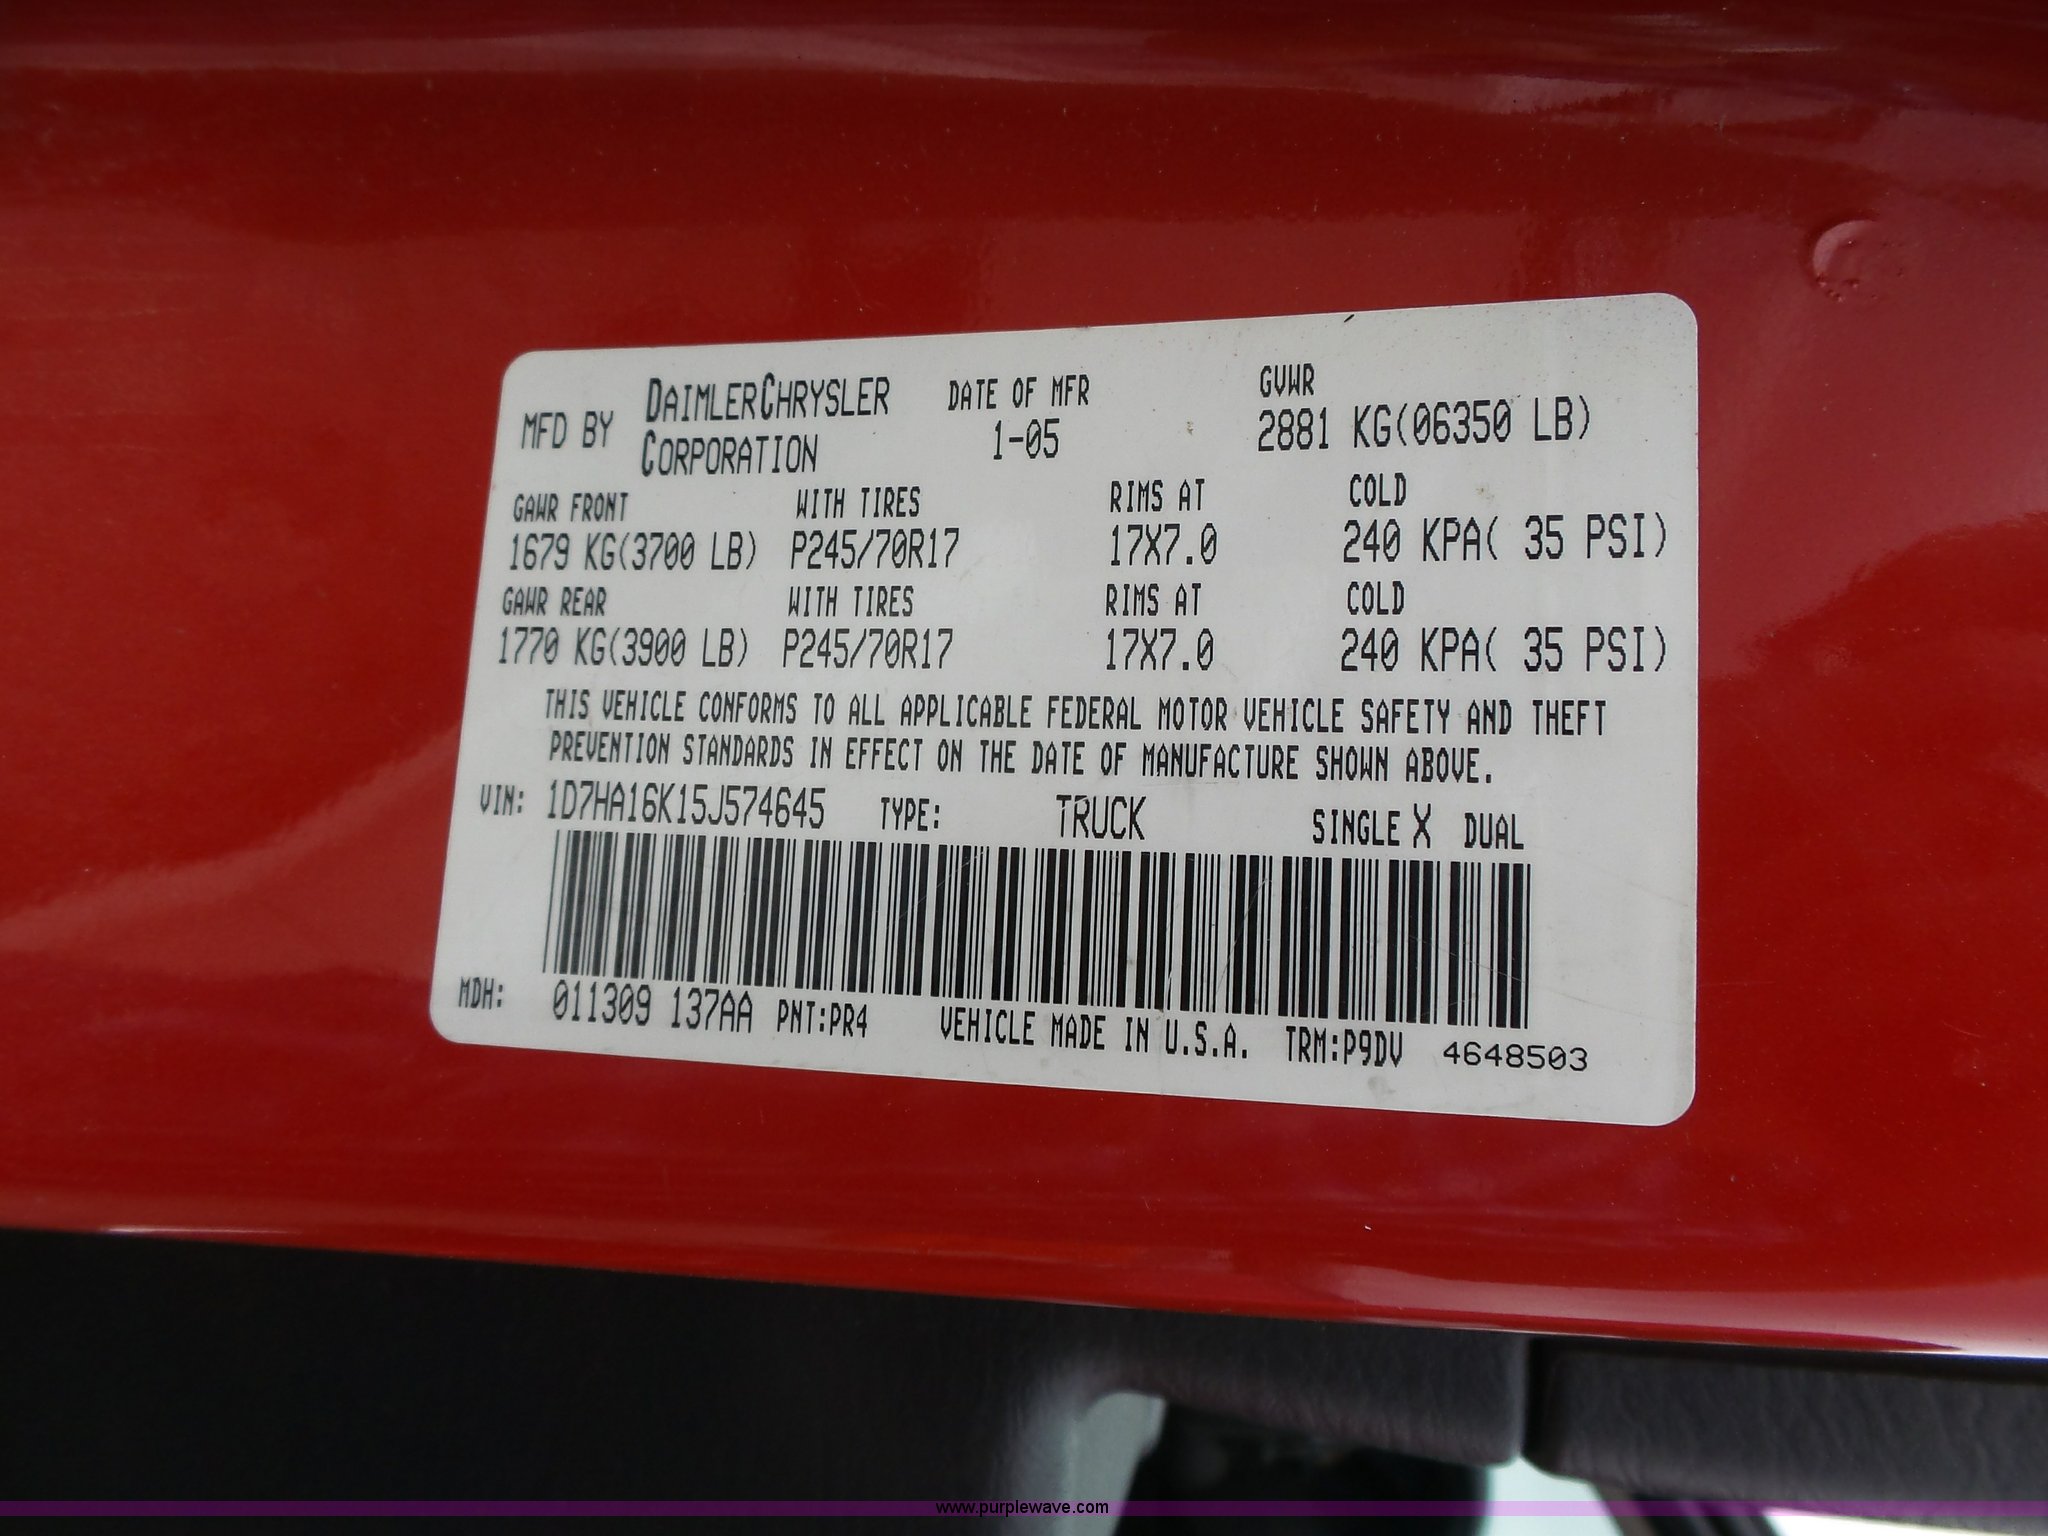 MFD BY DAIMLERCHRYSLER CORPORATION DATE OF MFR 1-05 GVWR 2881 KG(06350 LB)
GAWR FRONT WITH TIRES RIMS AT COLD
1679 KG(3700 LB) P245/70R17 17X7.0 240 KPA( 35 PSI)
GAWR REAR WITH TIRES RIMS AT COLD
1770 KG(3900 LB) P245/70R17 17X7.0 240 KPA( 35 PSI)
THIS VEHICLE CONFORMS TO ALL APPLICABLE FEDERAL MOTOR VEHICLE SAFETY AND THEFT
PREVENTION STANDARDS IN EFFECT ON THE DATE OF MANUFACTURE SHOWN ABOVE.
VIN: 1D7HA16K15J574645 TYPE: TRUCK SINGLE X DUAL
MDH: 011309 137AA PNT:PR4 VEHICLE MADE IN U.S.A. TRM:P9DV 4648503
www.purplewave.com